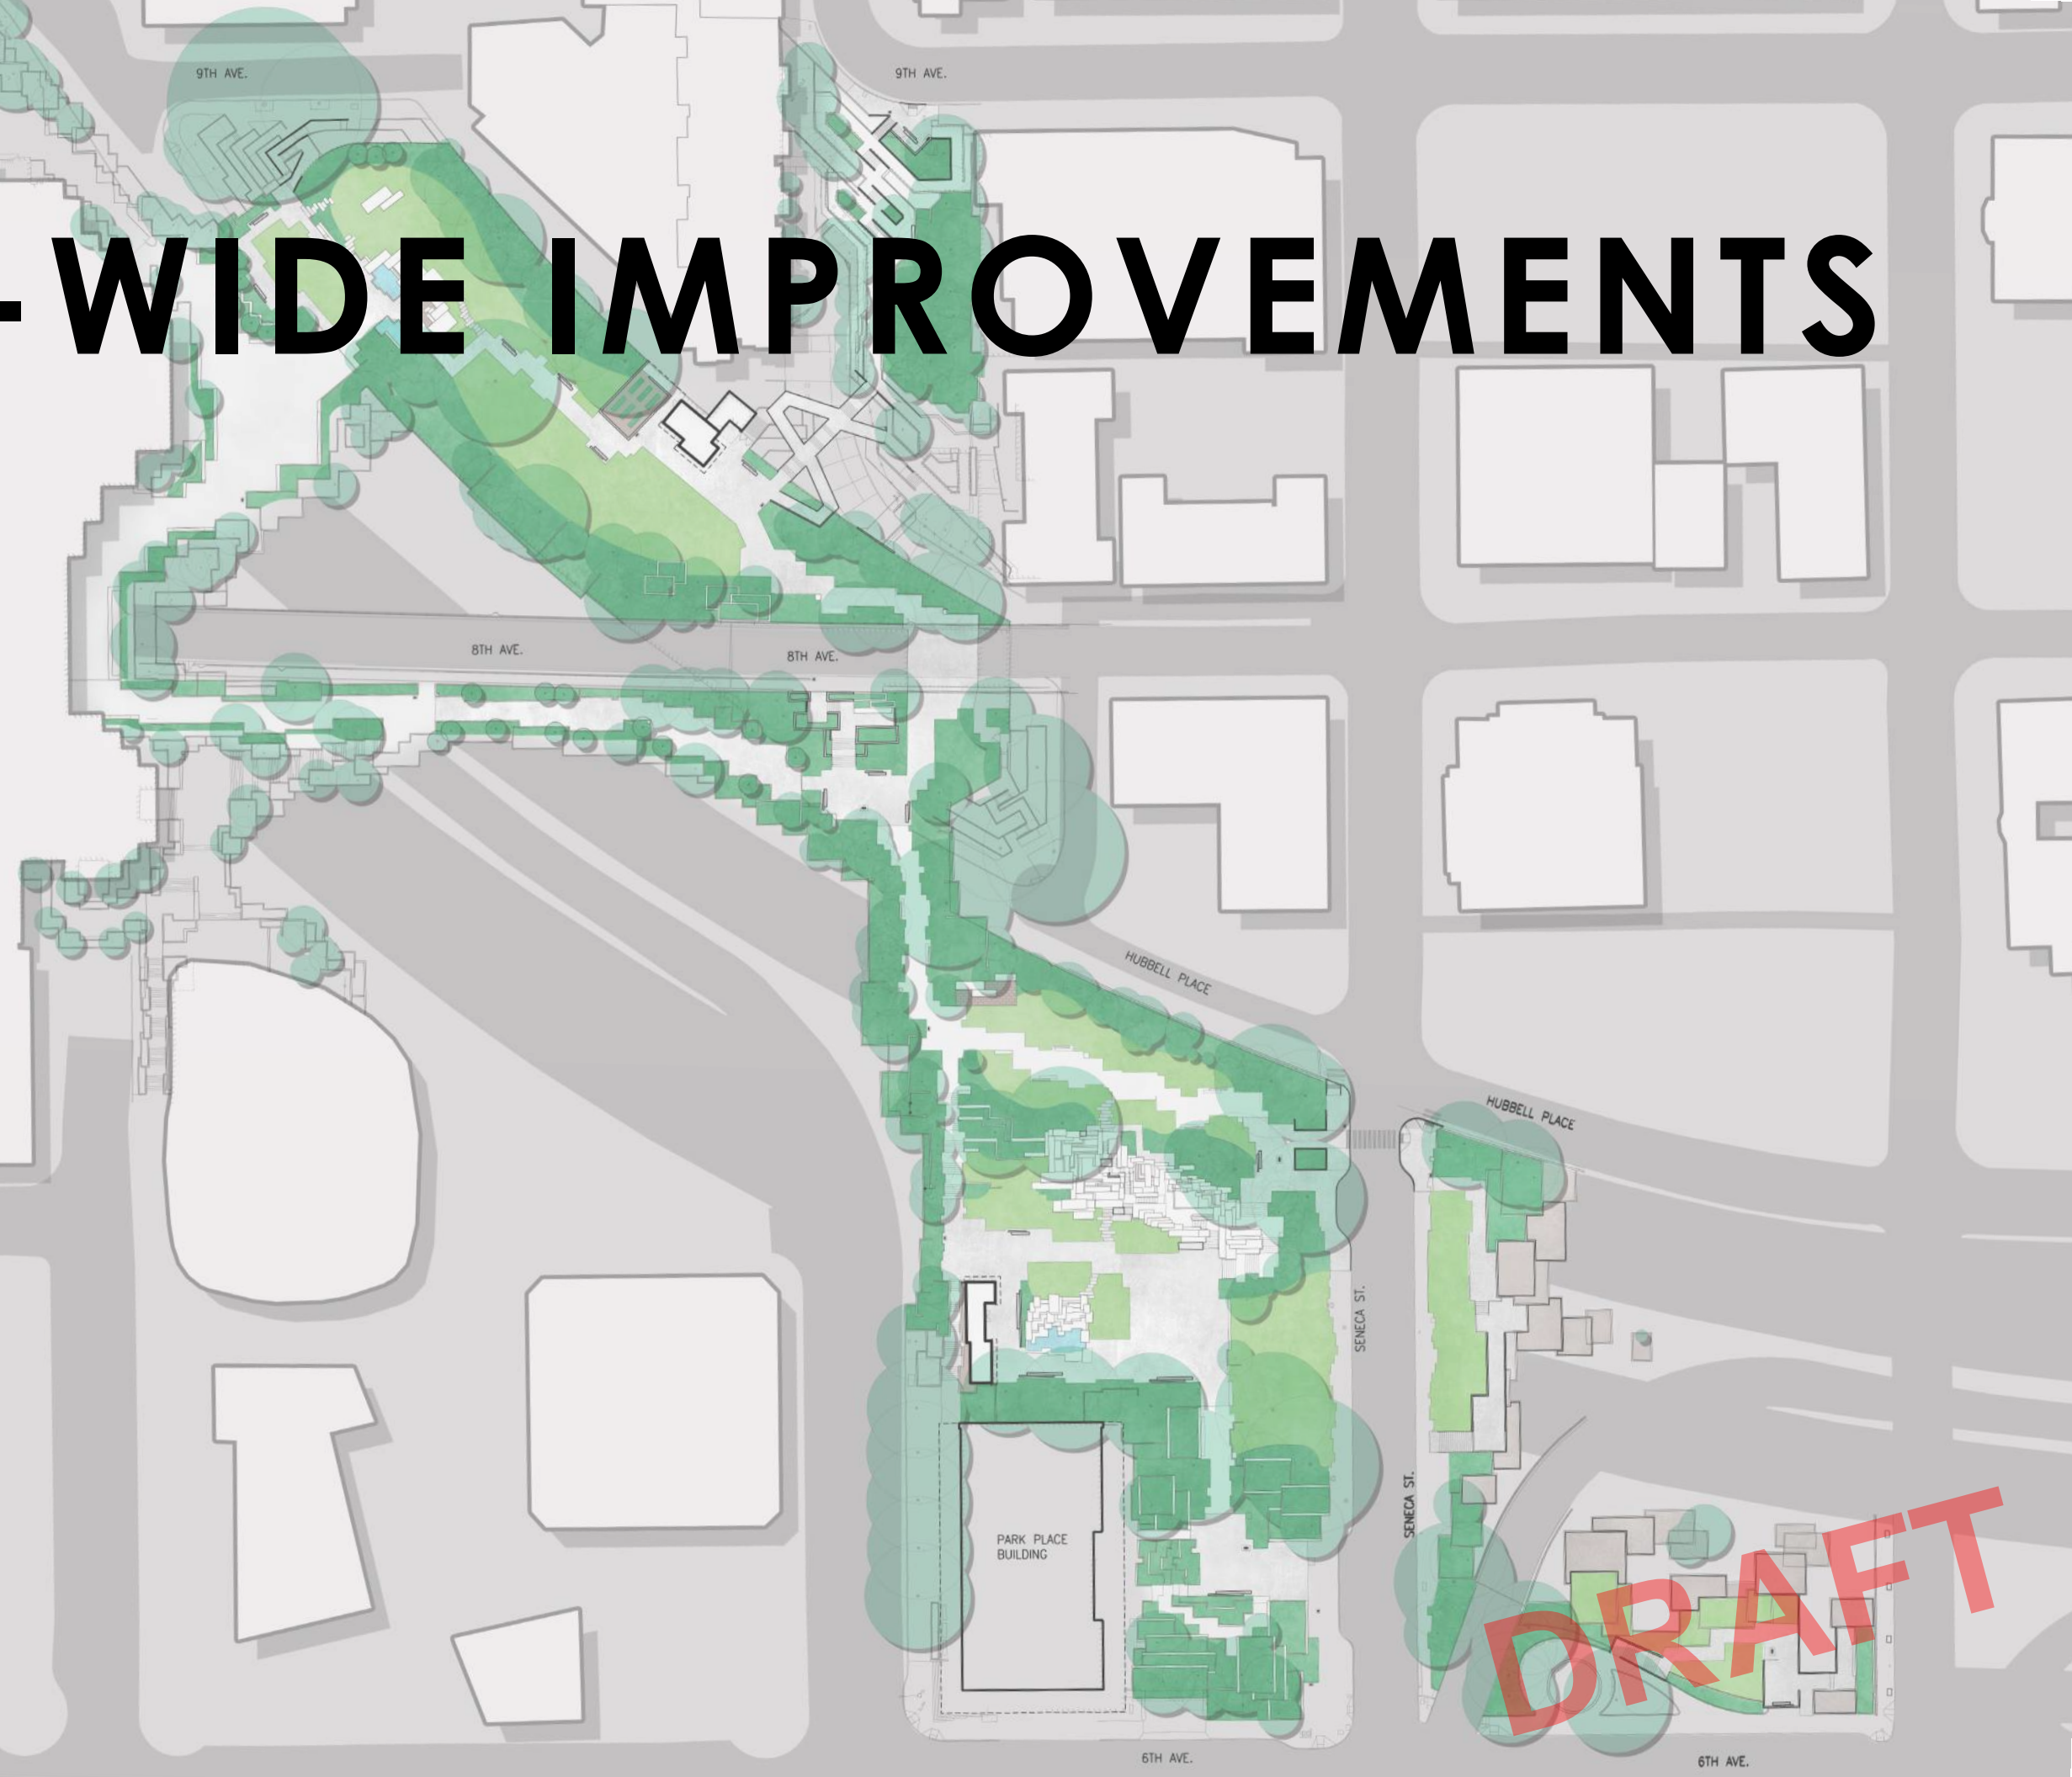 9TH AVE.
9TH AVE.
-WIDE IMPROVEMENTS
8TH AVE.
8TH AVE.
HUBBELL PLACE
HUBBELL PLACE
SENECA ST.
SENECA ST.
PARK PLACE
BUILDING
DRAFT
6TH AVE.
6TH AVE.